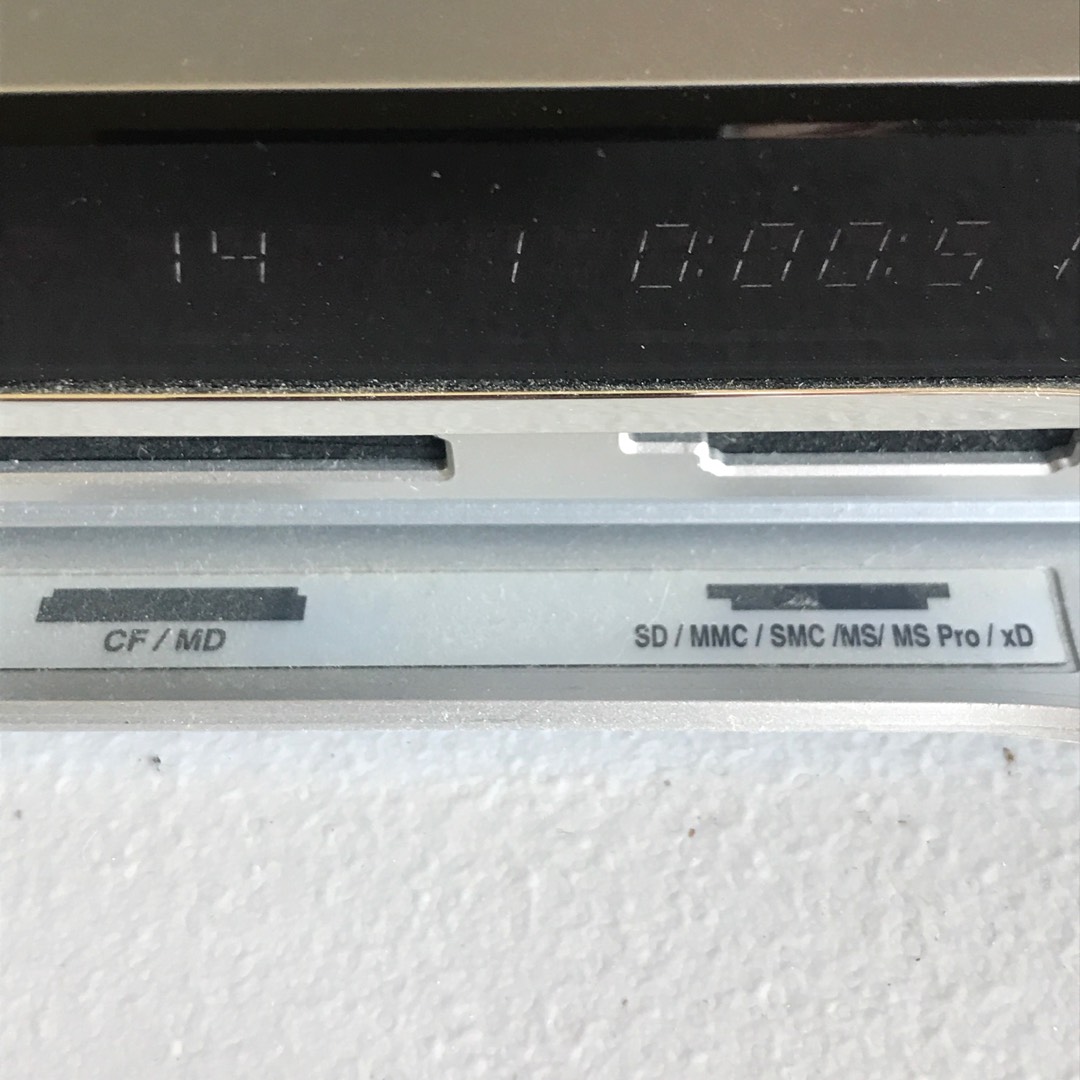 14 1 0:00:5
CF / MD
SD / MMC / SMC /MS/ MS Pro / xD